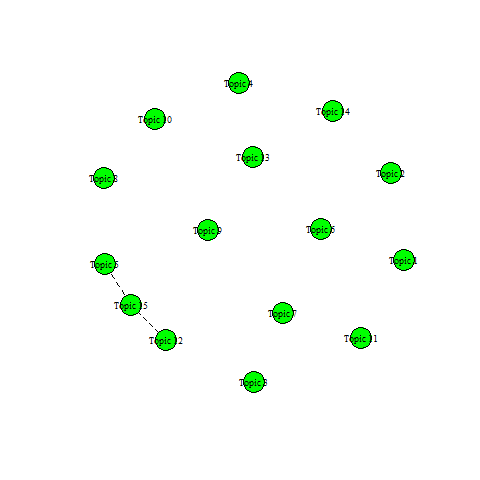 Topic 4
Topic 14
Topic 10
Topic 13
Topic 2
Topic 8
Topic 6
Topic 9
Topic 1
Topic 5
Topic 15
Topic 7
Topic 11
Topic 12
Topic 3